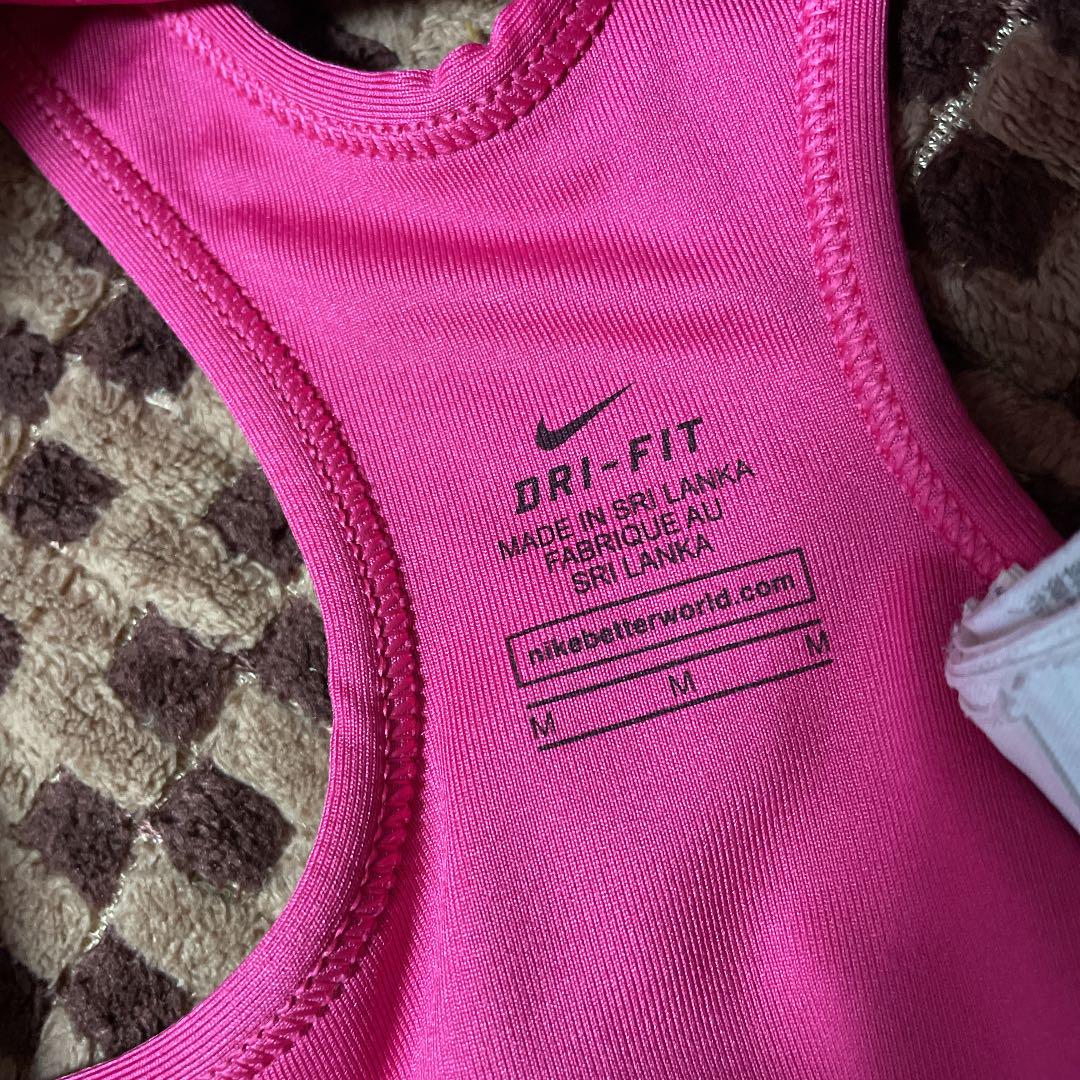 DRI-FIT
MADE IN SRI LANKA
FABRIQUE AU
SRI LANKA
nikebetterworld.com
M M M